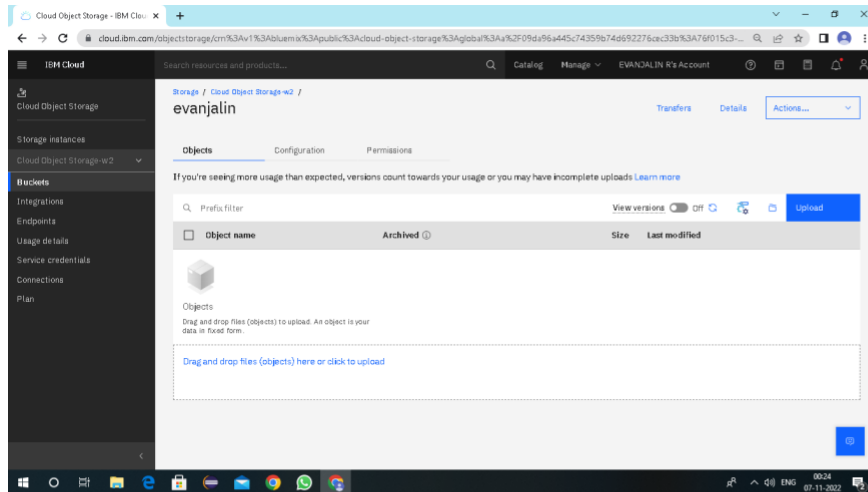 Cloud Object Storage - IBM Clou
cloud.ibm.com/objectstorage/crn%3Av1%3Abluemix%3Apublic%3Acloud-object-storage%3Aglobal%3Aa%2F09da96a445c74359b74d692276cec33b%3A76f015c3-...
IBM Cloud
Search resources and products...
Catalog
Manage
EVANJALIN R's Account
Cloud Object Storage
Storage instances
Cloud Object Storage-w2
Buckets
Integrations
Endpoints
Usage details
Service credentials
Connections
Plan
Storage / Cloud Object Storage-w2 /
evanjalin
Transfers
Details
Actions...
Objects
Configuration
Permissions
If you're seeing more usage than expected, versions count towards your usage or you may have incomplete uploads Learn more
Prefix filter
View versions
Off
Upload
Object name
Archived
Size
Last modified
Objects
Drag and drop files (objects) to upload. An object is your
data in fixed form.
Drag and drop files (objects) here or click to upload
ENG
00:24
07-11-2022